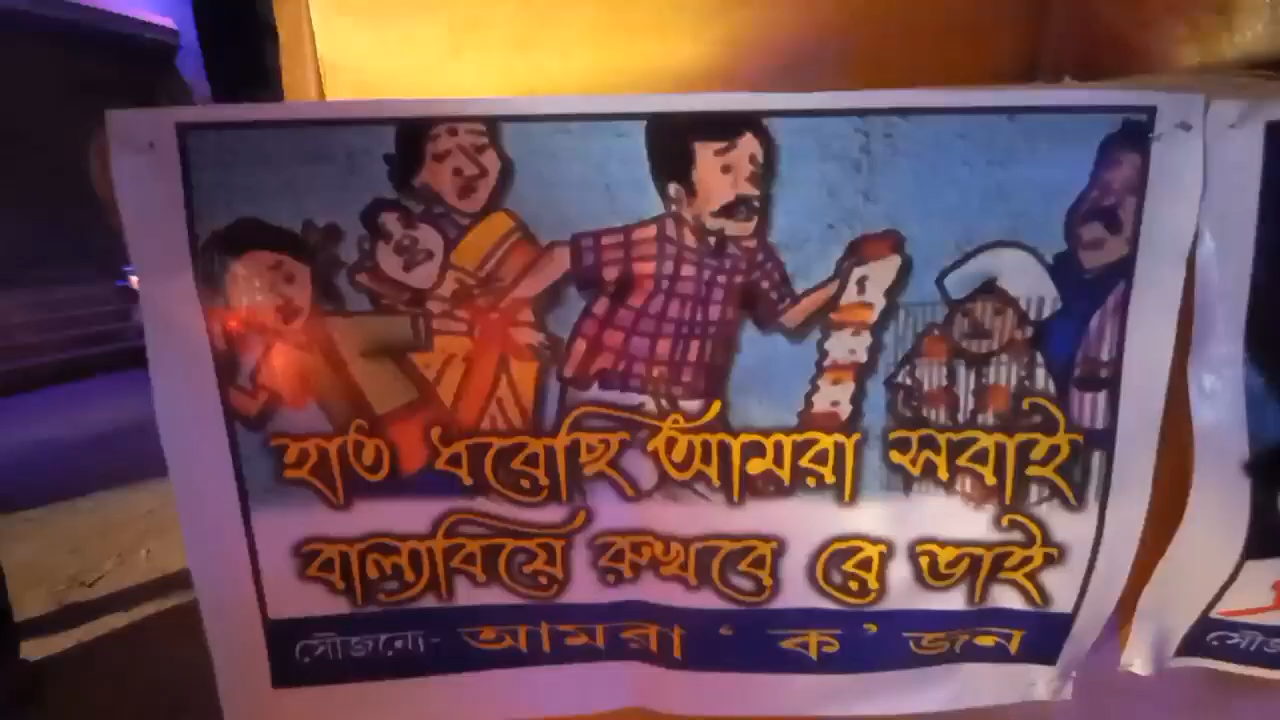 হাত ধরেছি আমরা সবাই
বাল্যবিয়ে রুখবে রে ভাই
সৌজন্যে- আমরা ‘ ক ’ জন